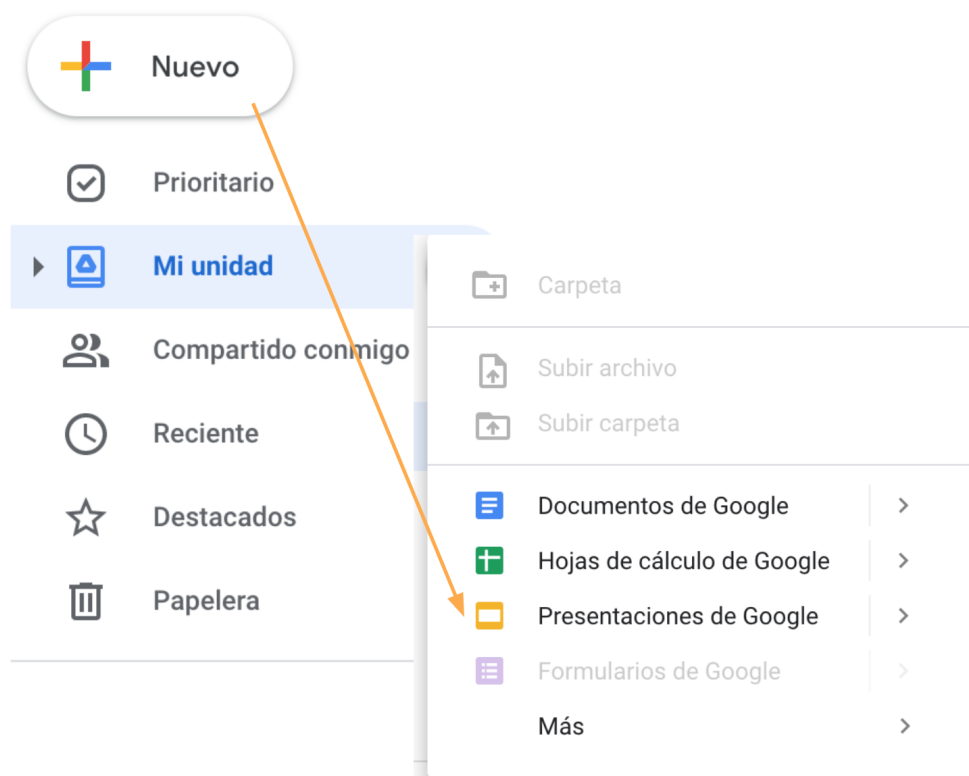 Nuevo
Prioritario
Mi unidad
Compartido conmigo
Reciente
Destacados
Papelera
Carpeta
Subir archivo
Subir carpeta
Documentos de Google
Hojas de cálculo de Google
Presentaciones de Google
Formularios de Google
Más